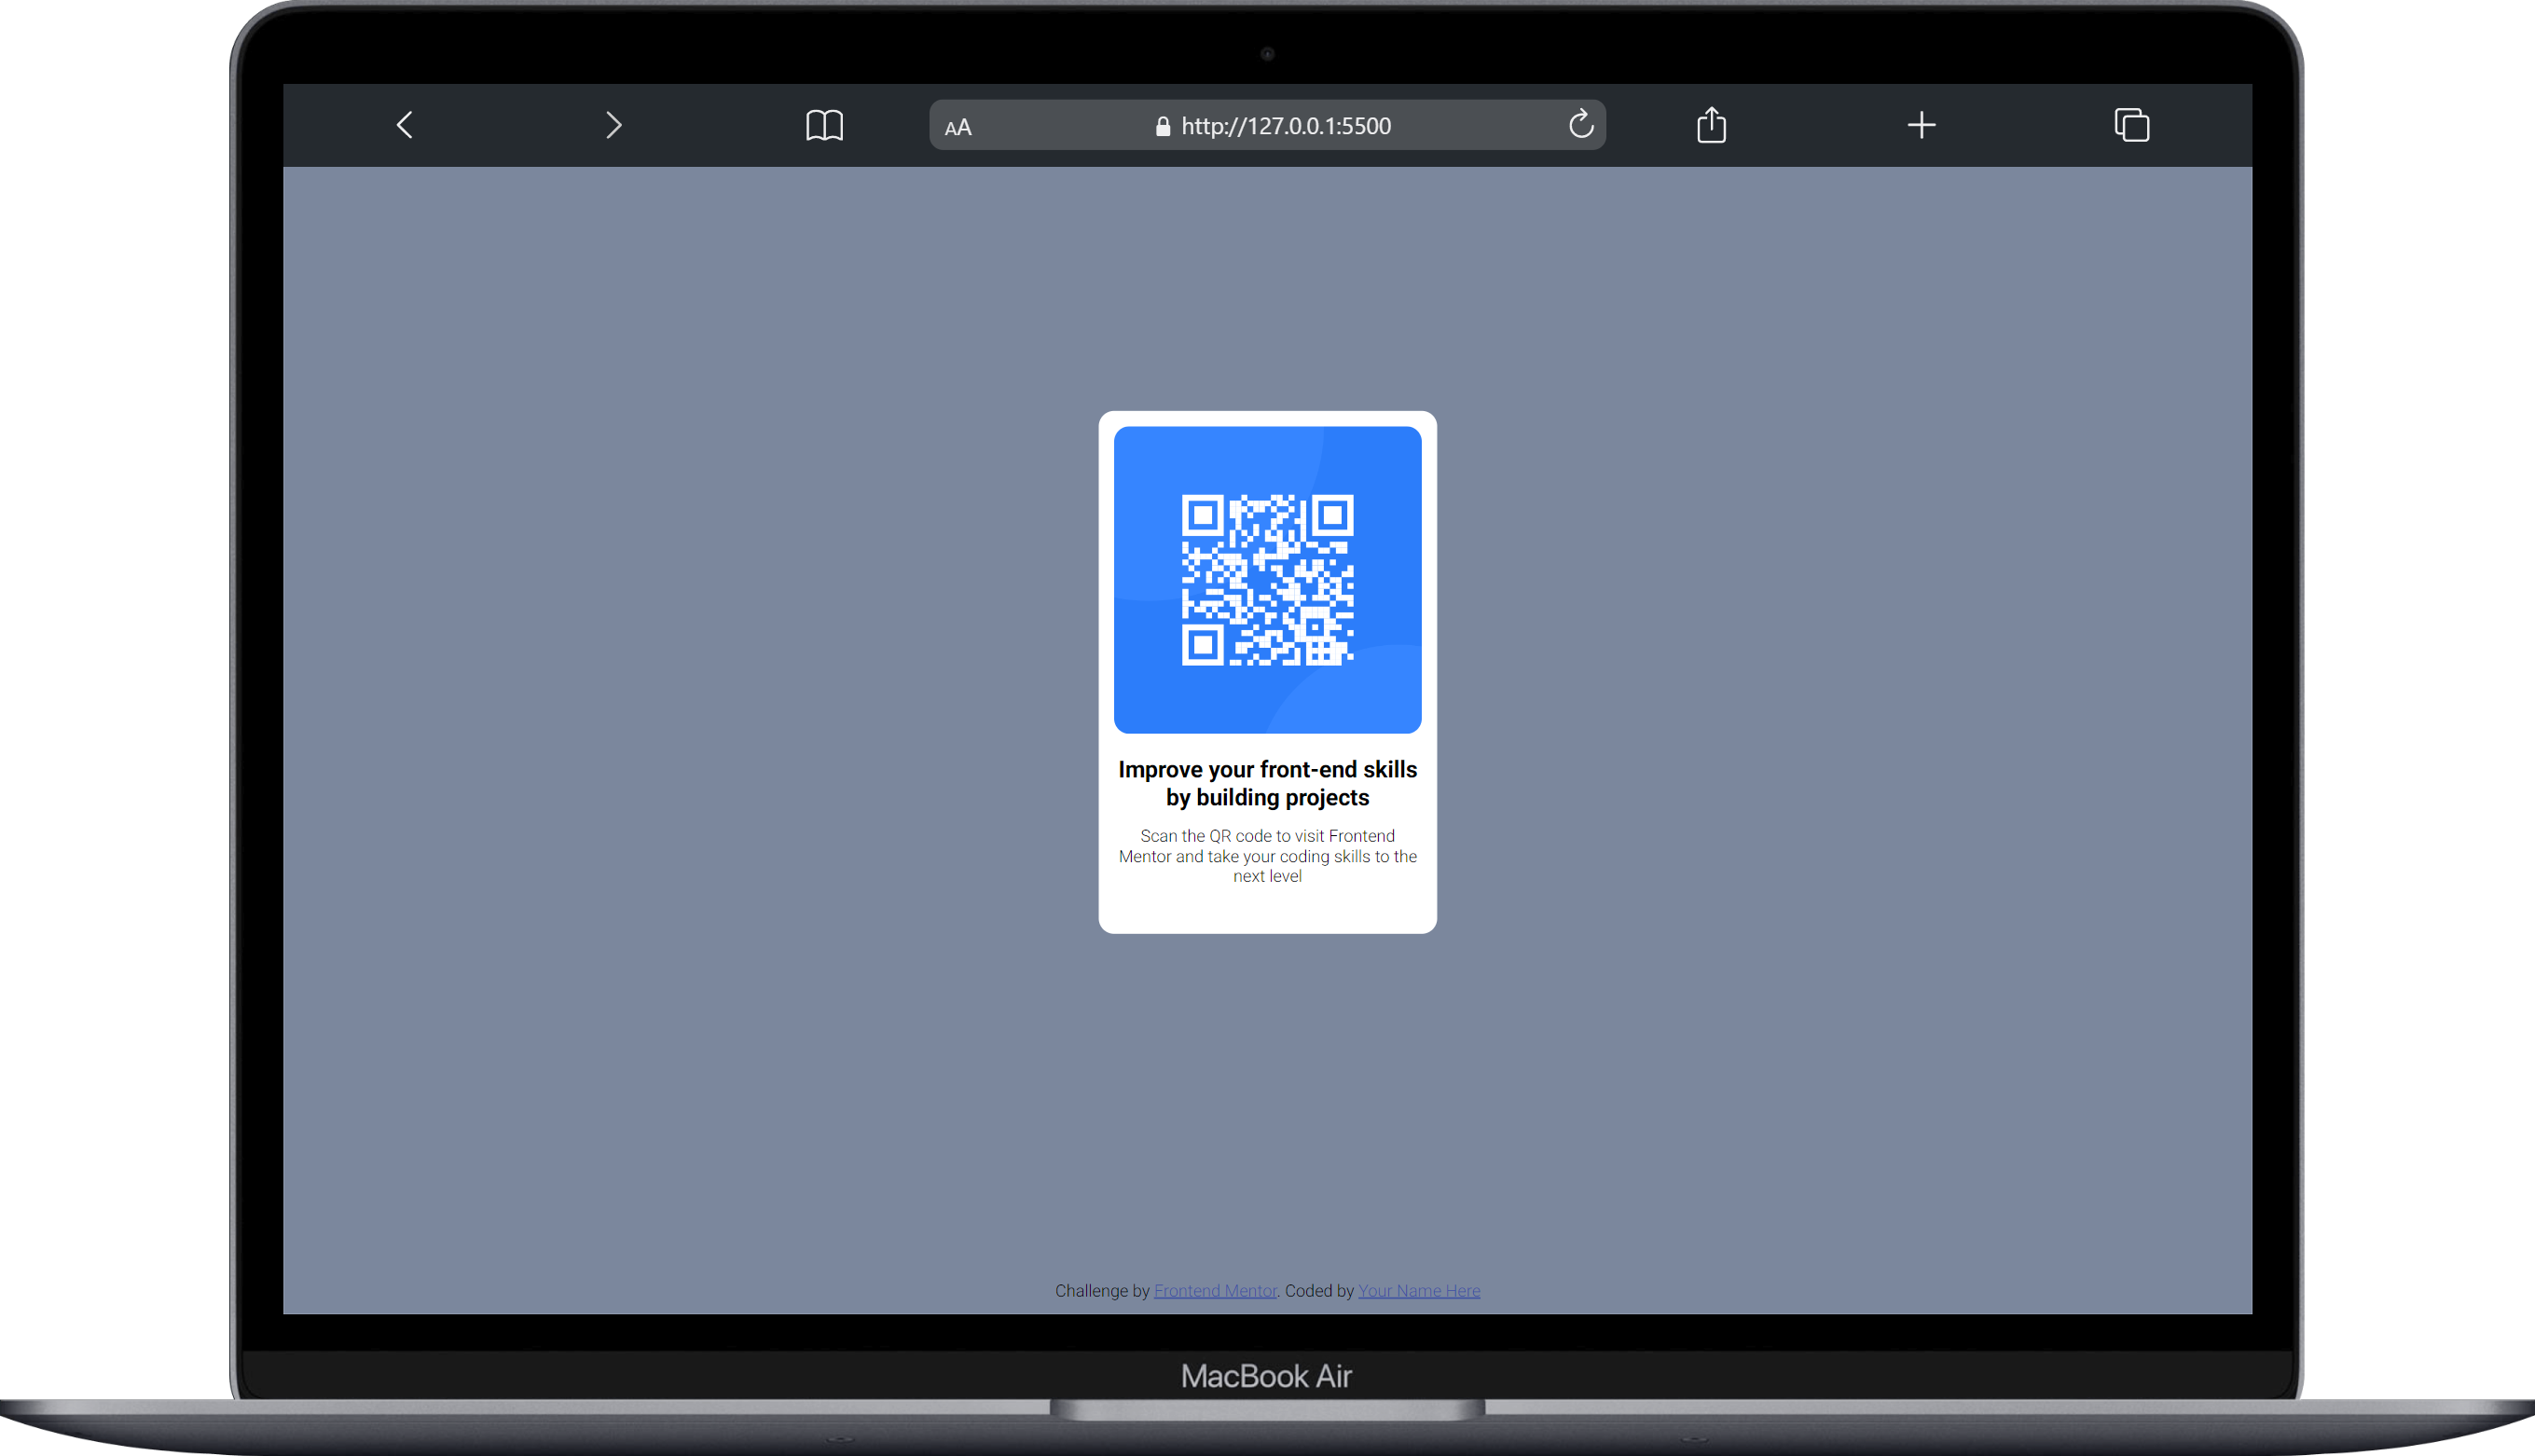 AA http://127.0.0.1:5500
Improve your front-end skills
by building projects
Scan the QR code to visit Frontend
Mentor and take your coding skills to the
next level
Challenge by Frontend Mentor. Coded by Your Name Here
MacBook Air